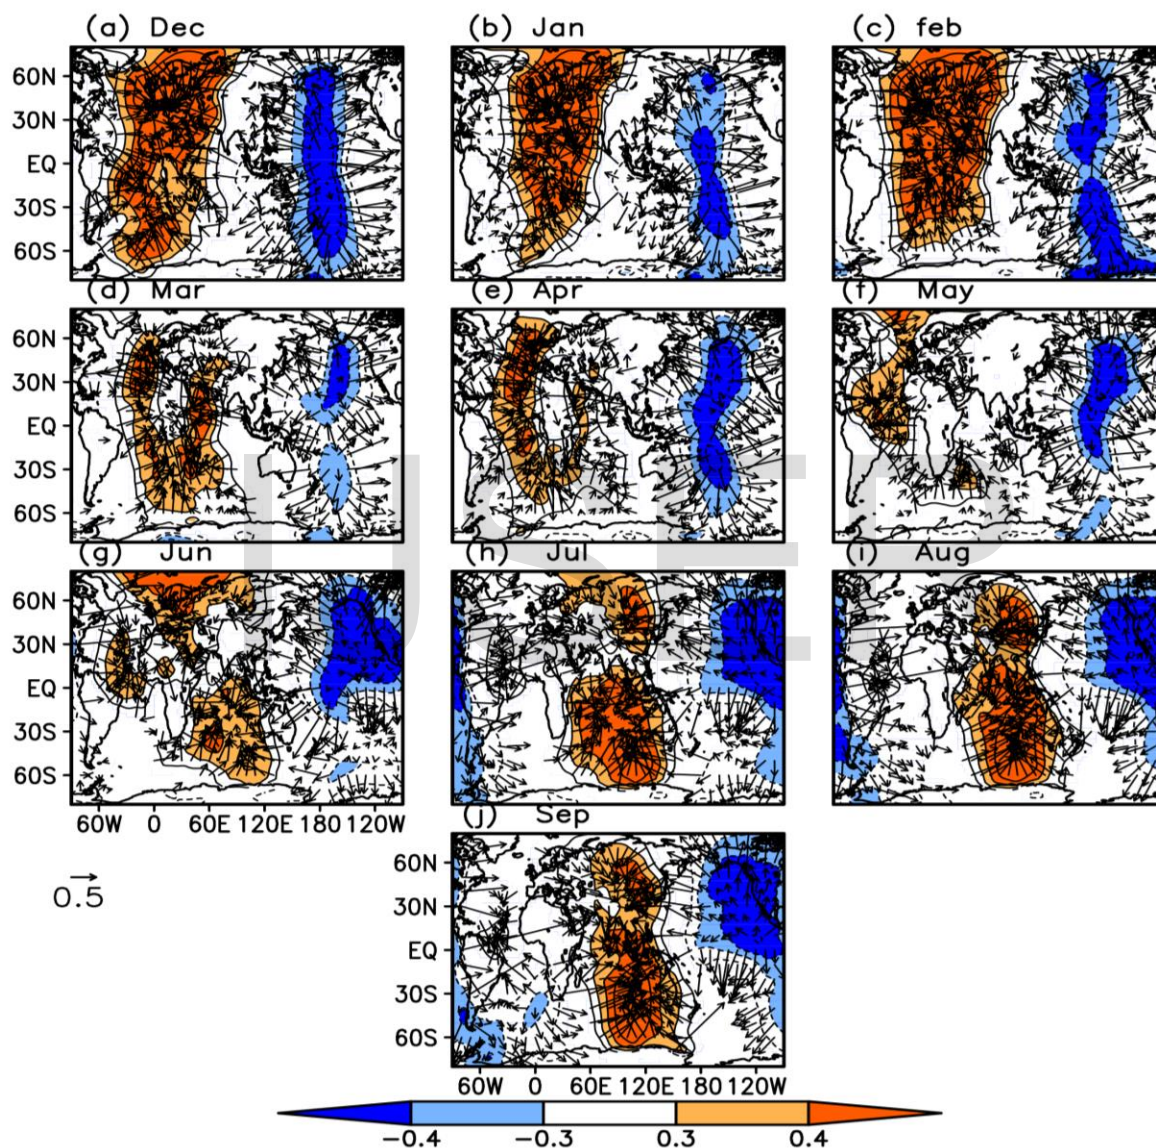 (a) Dec
(b) Jan
(c) feb
60N
30N
EQ
30S
60S
(d) Mar
(e) Apr
(f) May
60N
30N
EQ
30S
60S
(g) Jun
(h) Jul
(i) Aug
60N
30N
EQ
30S
60S
60W 0 60E 120E 180 120W
(j) Sep
60N
30N
EQ
30S
60S
60W 0 60E 120E 180 120W
0.5
-0.4 -0.3 0.3 0.4